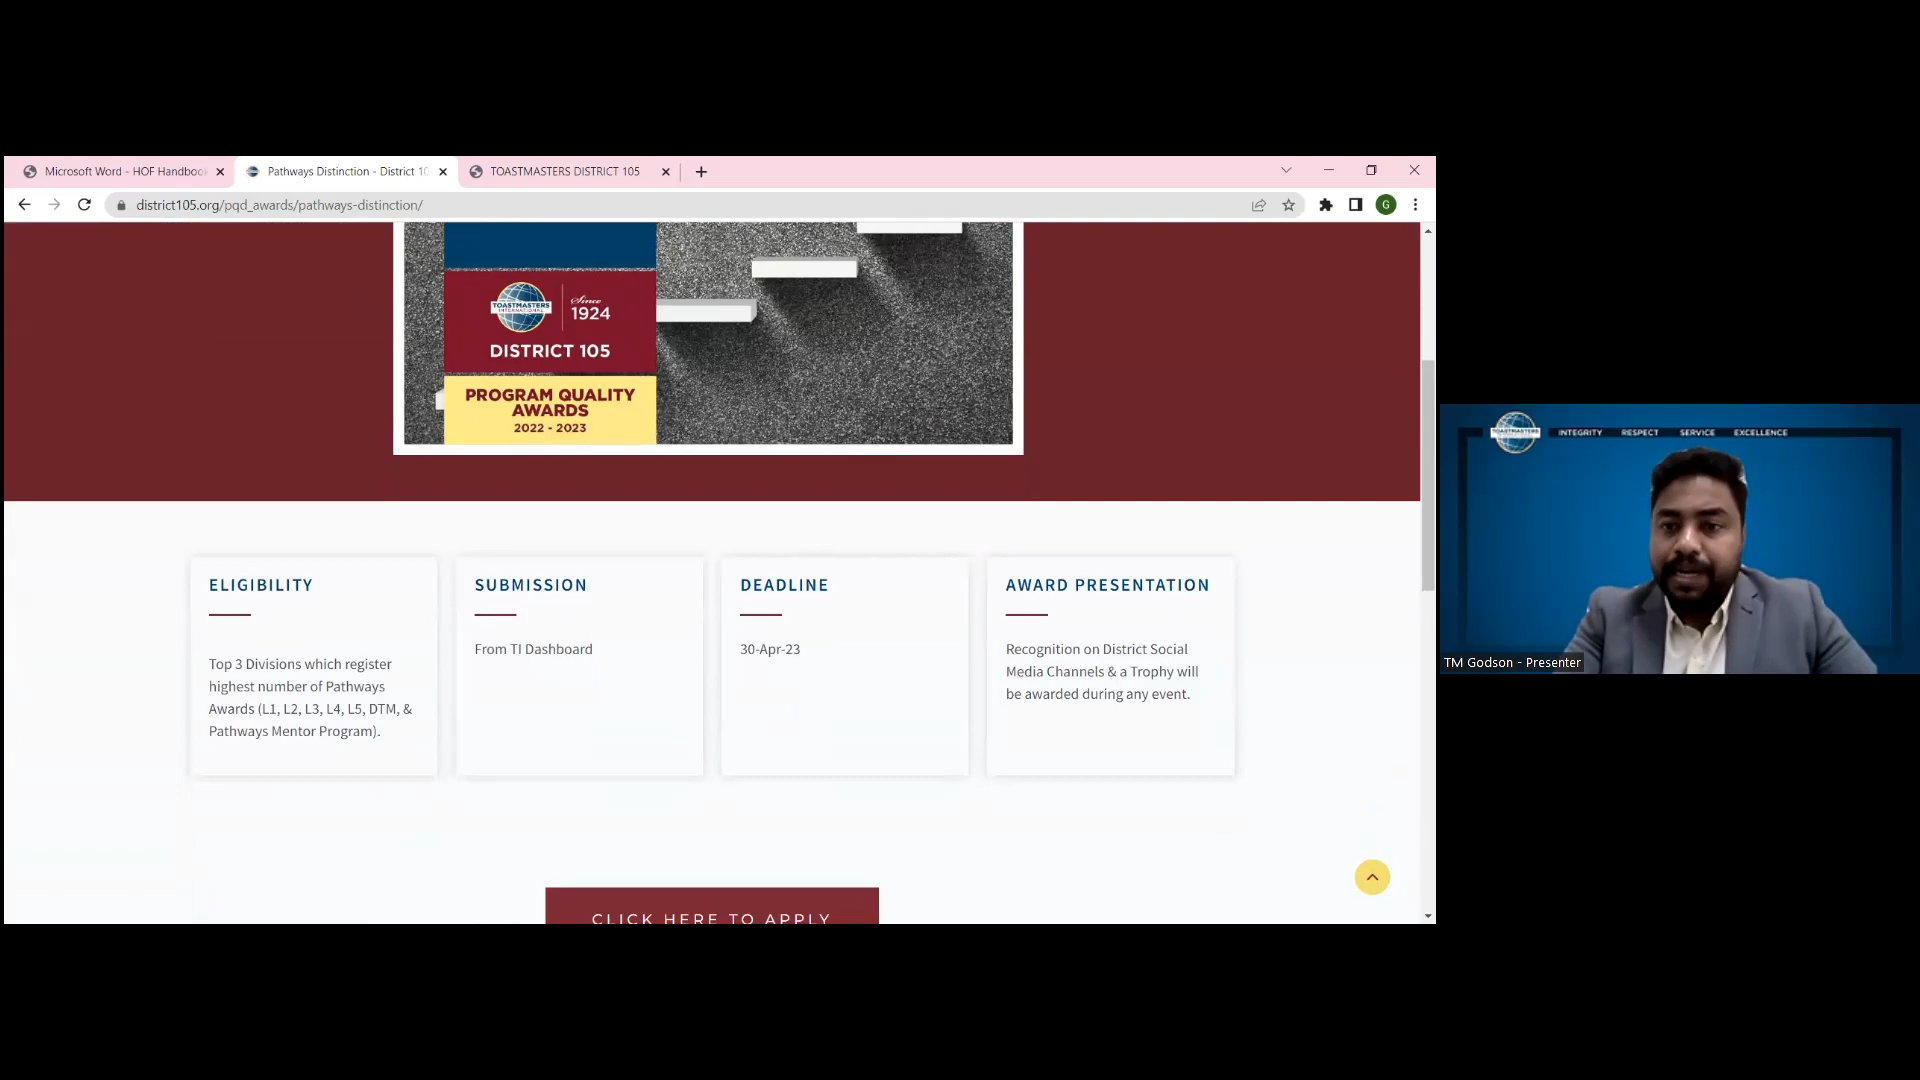 Microsoft Word - HOF Handbook
Pathways Distinction - District 10
TOASTMASTERS DISTRICT 105
district105.org/pqd_awards/pathways-distinction/
G
TOASTMASTERS
INTERNATIONAL
Since
1924
DISTRICT 105
PROGRAM QUALITY
AWARDS
2022 - 2023
ELIGIBILITY
Top 3 Divisions which register
highest number of Pathways
Awards (L1, L2, L3, L4, L5, DTM, &
Pathways Mentor Program).
SUBMISSION
From TI Dashboard
DEADLINE
30-Apr-23
AWARD PRESENTATION
Recognition on District Social
Media Channels & a Trophy will
be awarded during any event.
CLICK HERE TO APPLY
TOASTMASTERS
INTEGRITY RESPECT SERVICE EXCELLENCE
TM Godson - Presenter